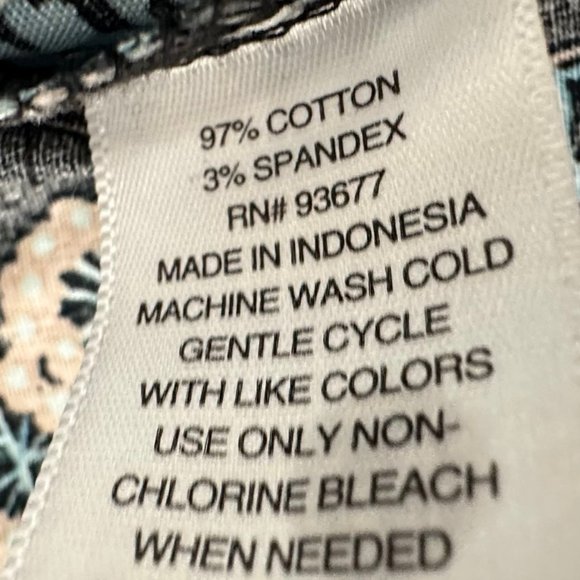 97% COTTON
3% SPANDEX
RN# 93677
MADE IN INDONESIA
MACHINE WASH COLD
GENTLE CYCLE
WITH LIKE COLORS
USE ONLY NON-
CHLORINE BLEACH
WHEN NEEDED